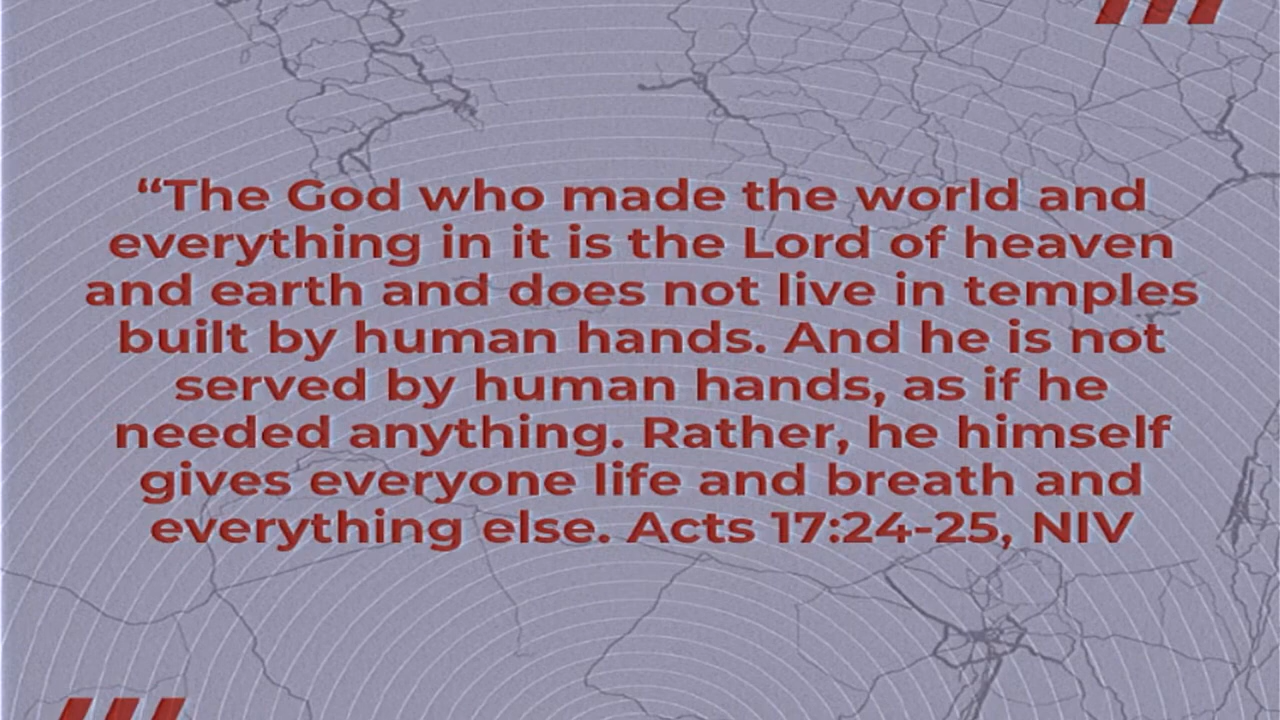 “The God who made the world and
everything in it is the Lord of heaven
and earth and does not live in temples
built by human hands. And he is not
served by human hands, as if he
needed anything. Rather, he himself
gives everyone life and breath and
everything else. Acts 17:24-25, NIV